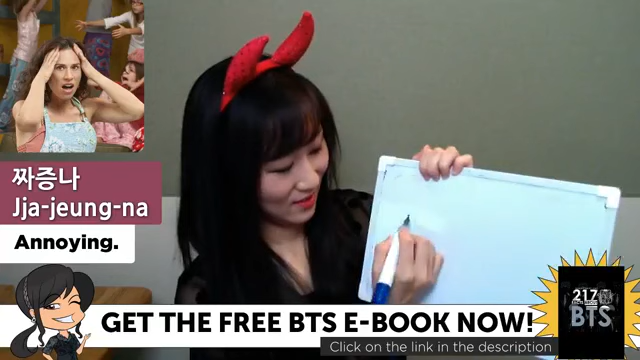 짜증나
Jja-jeung-na
Annoying.
GET THE FREE BTS E-BOOK NOW!
Click on the link in the description
217
BTS